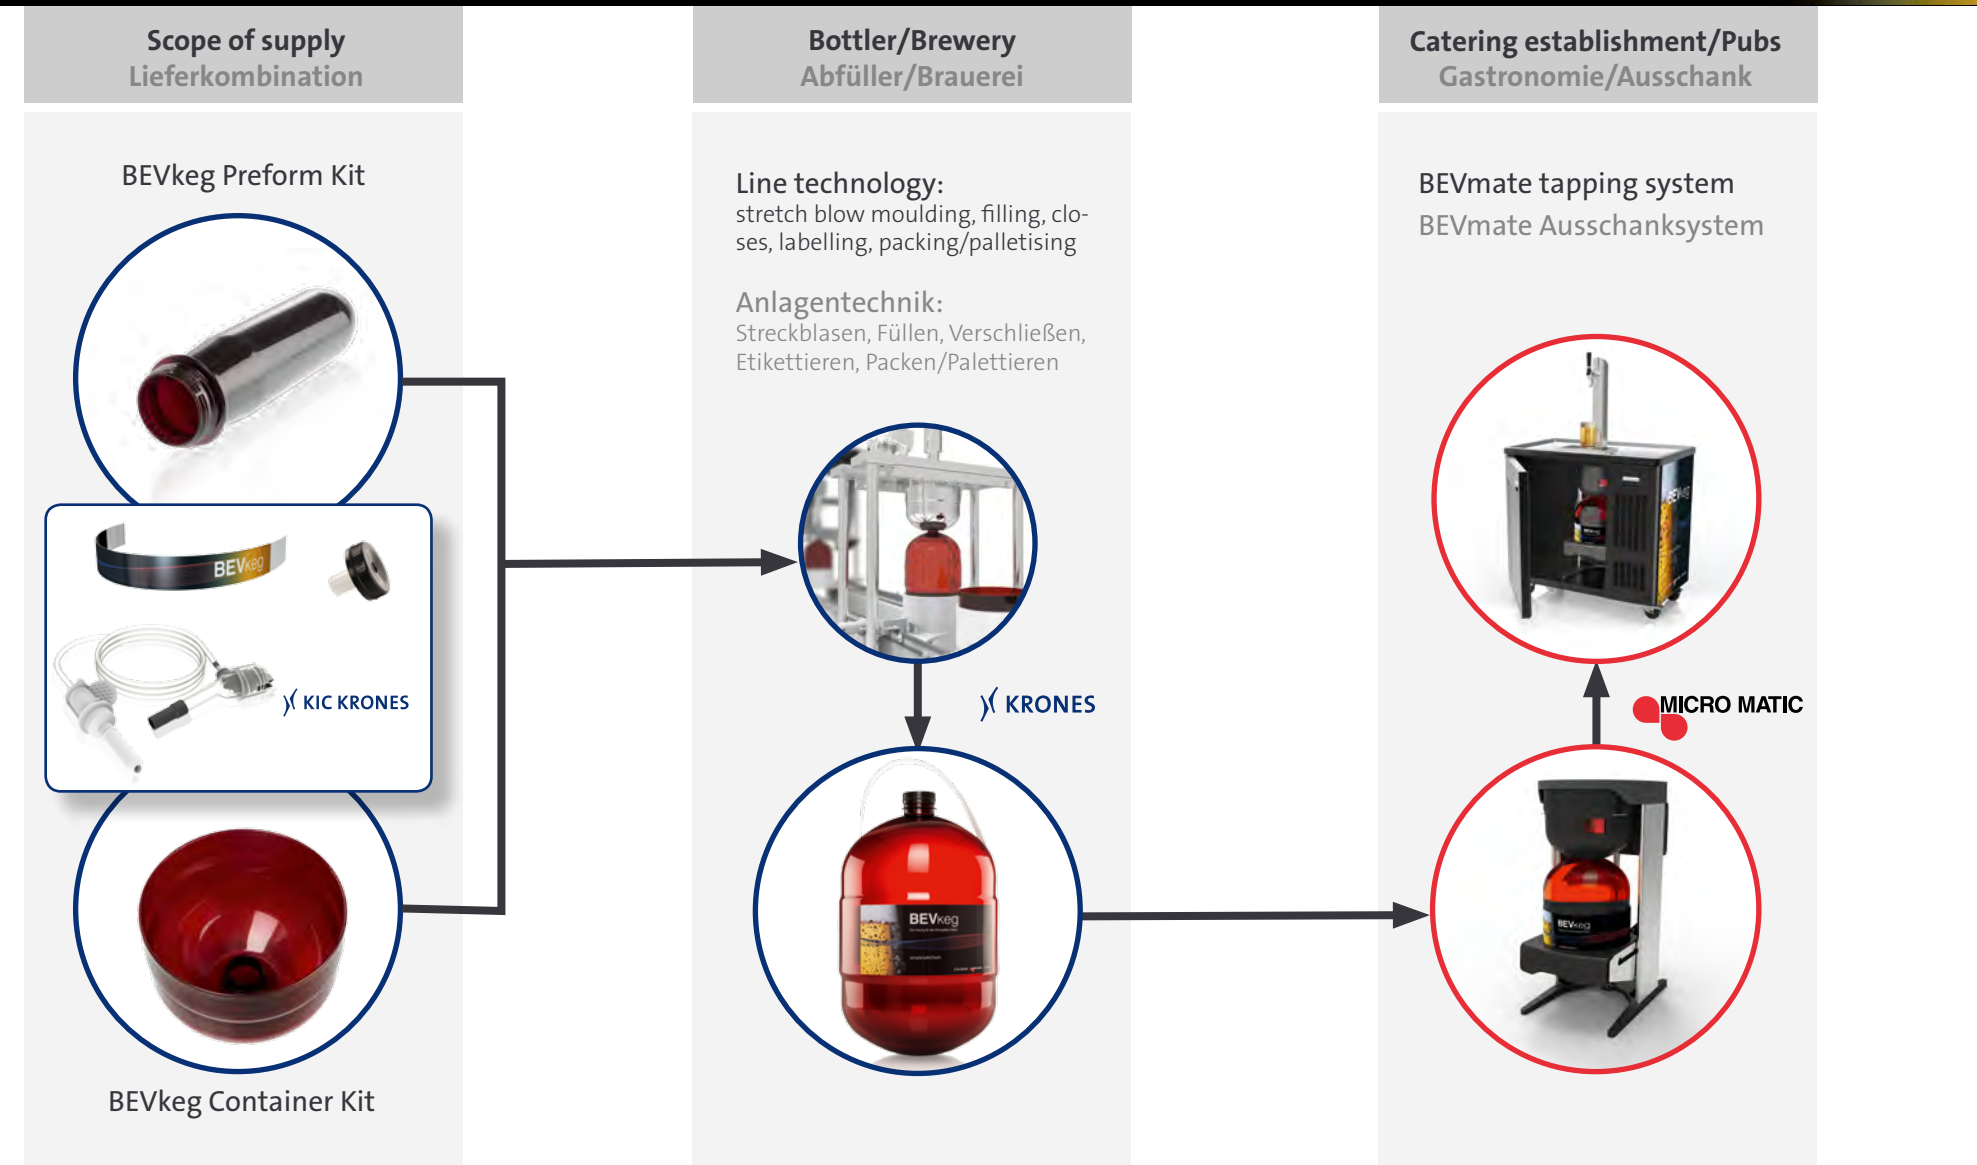 Scope of supply
Lieferkombination
BEVkeg Preform Kit
BEVkeg
KIC KRONES
BEVkeg Container Kit
Bottler/Brewery
Abfüller/Brauerei
Line technology:
stretch blow moulding, filling, clo-
ses, labelling, packing/palletising
Anlagentechnik:
Streckblasen, Füllen, Verschließen,
Etikettieren, Packen/Palettieren
KRONES
BEVkeg
Catering establishment/Pubs
Gastronomie/Ausschank
BEVmate tapping system
BEVmate Ausschanksystem
BEVkeg
MICRO MATIC
BEVkeg